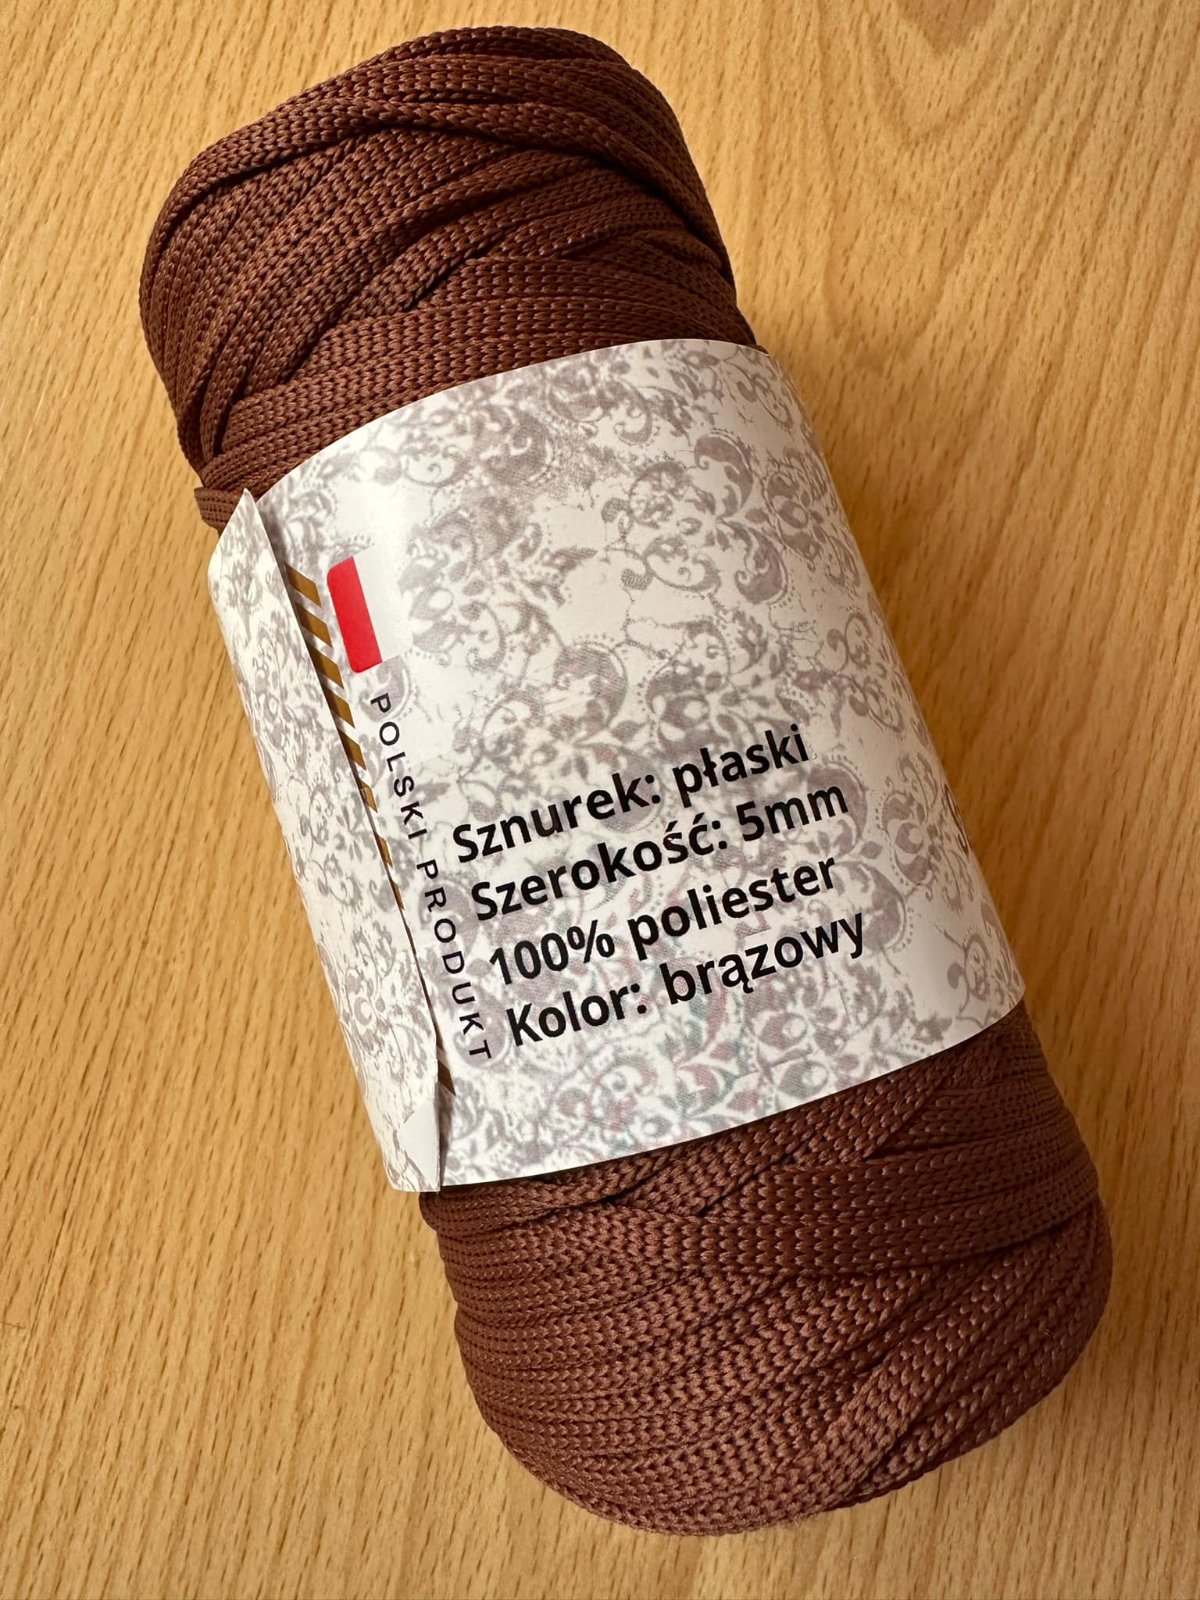 POLSKI PRODUKT
Sznurek: płaski
Szerokość: 5mm
100% poliester
Kolor: brązowy